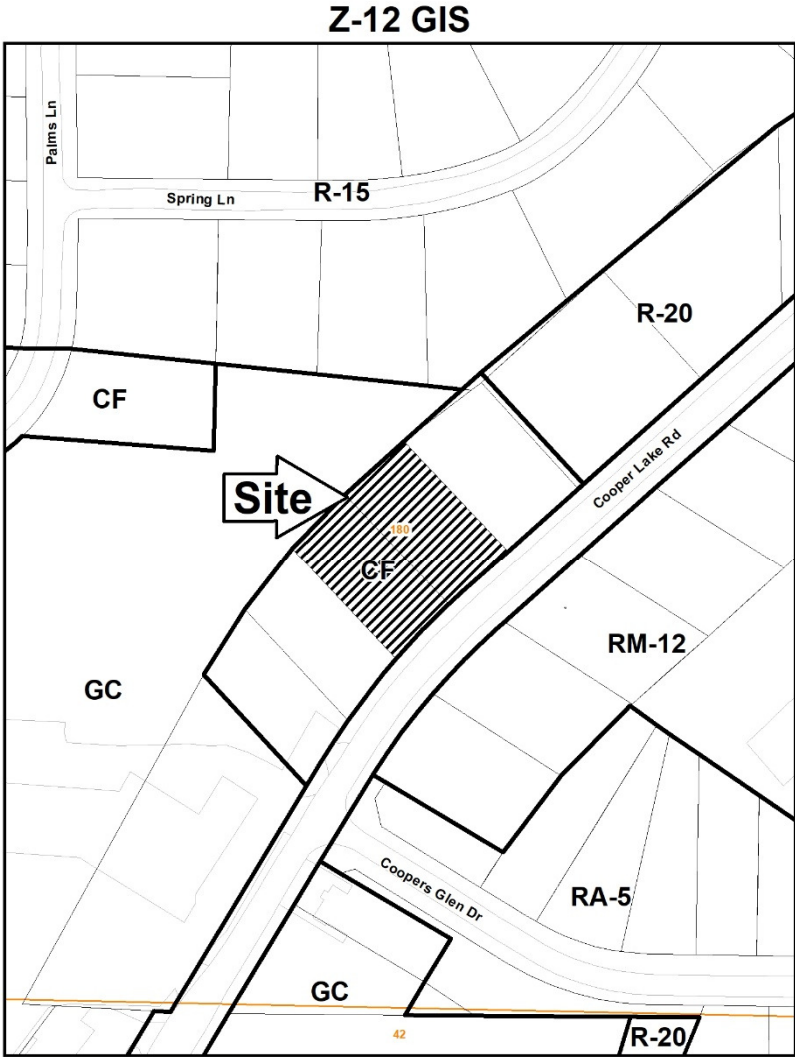 Z-12 GIS
Palms Ln
Spring Ln
R-15
R-20
CF
Cooper Lake Rd
Site
180
CF
RM-12
GC
Coopers Glen Dr
RA-5
GC
42
R-20